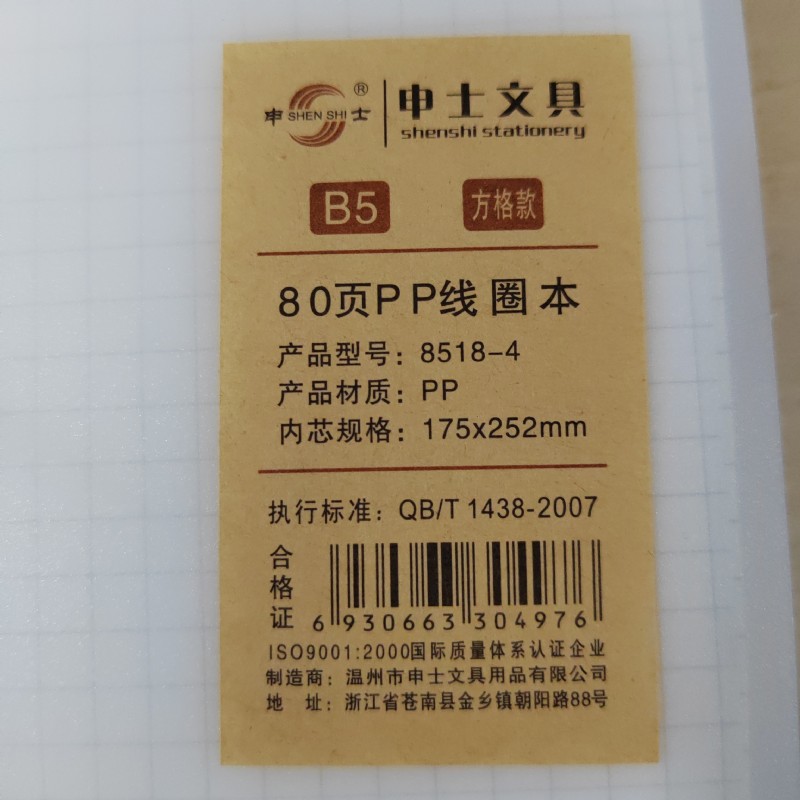 申 SHEN SHI 士 ® 申士文具
shenshi stationery
B5 方格款
80页PP线圈本
产品型号：8518-4
产品材质：PP
内芯规格：175x252mm
执行标准：QB/T 1438-2007
合格证
6 930663 304976
ISO9001:2000国际质量体系认证企业
制造商：温州市申士文具用品有限公司
地 址：浙江省苍南县金乡镇朝阳路88号